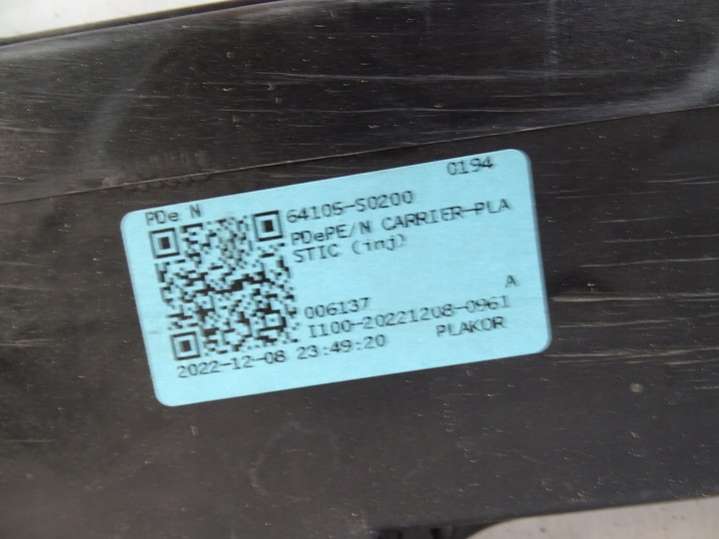 PDe N
64105-S0200 0194
PDePE/N CARRIER-PLA
STIC (inj)
006137 A
I100-20221208-0961
2022-12-08 23:49:20 PLAKOR